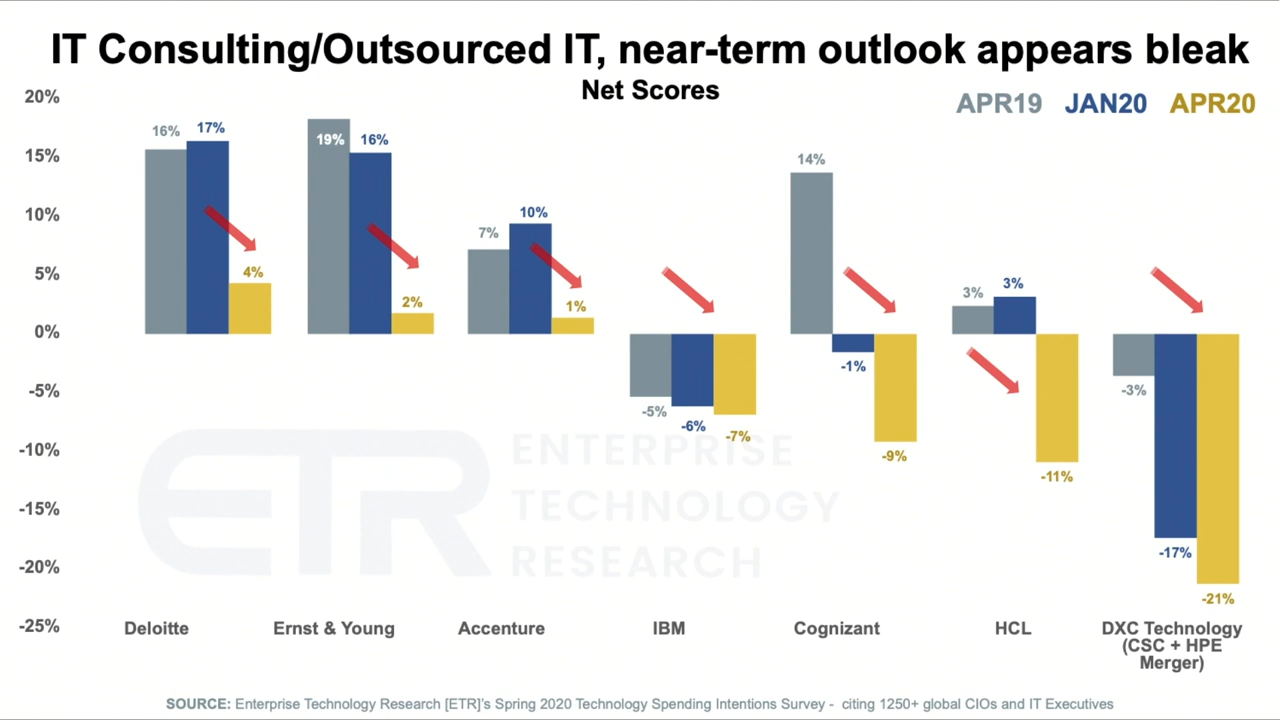 IT Consulting/Outsourced IT, near-term outlook appears bleak
Net Scores
APR19 JAN20 APR20
20%
15%
10%
5%
0%
-5%
-10%
-15%
-20%
-25%
16% 17% 4%
19% 16% 2%
7% 10% 1%
-5% -6% -7%
14% -1% -9%
3% 3% -11%
-3% -17% -21%
ETR
ENTERPRISE
TECHNOLOGY
RESEARCH
Deloitte
Ernst & Young
Accenture
IBM
Cognizant
HCL
DXC Technology
(CSC + HPE
Merger)
SOURCE: Enterprise Technology Research [ETR]'s Spring 2020 Technology Spending Intentions Survey - citing 1250+ global CIOs and IT Executives